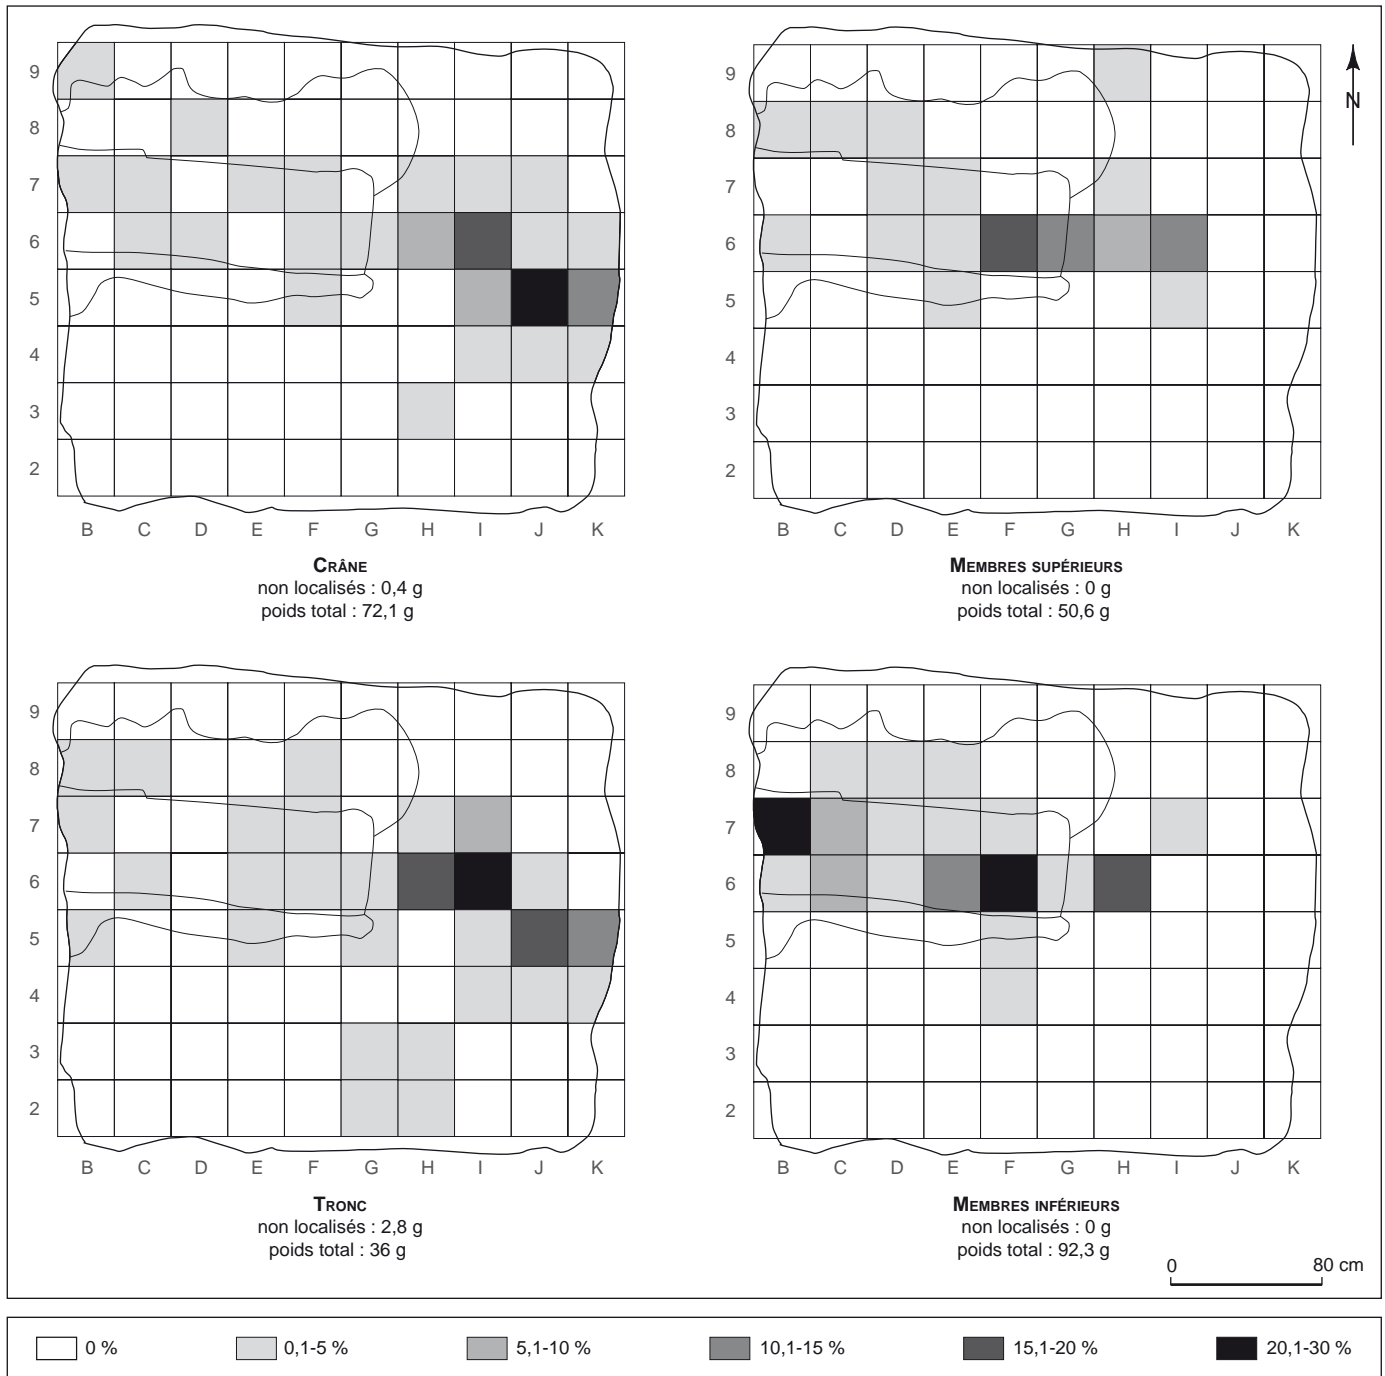 N
9
8
7
6
5
4
3
2
B C D E F G H I J K
CRÂNE
non localisés : 0,4 g
poids total : 72,1 g
9
8
7
6
5
4
3
2
B C D E F G H I J K
MEMBRES SUPÉRIEURS
non localisés : 0 g
poids total : 50,6 g
9
8
7
6
5
4
3
2
B C D E F G H I J K
TRONC
non localisés : 2,8 g
poids total : 36 g
9
8
7
6
5
4
3
2
B C D E F G H I J K
MEMBRES INFÉRIEURS
non localisés : 0 g
poids total : 92,3 g
0 80 cm
0 % 0,1-5 % 5,1-10 % 10,1-15 % 15,1-20 % 20,1-30 %